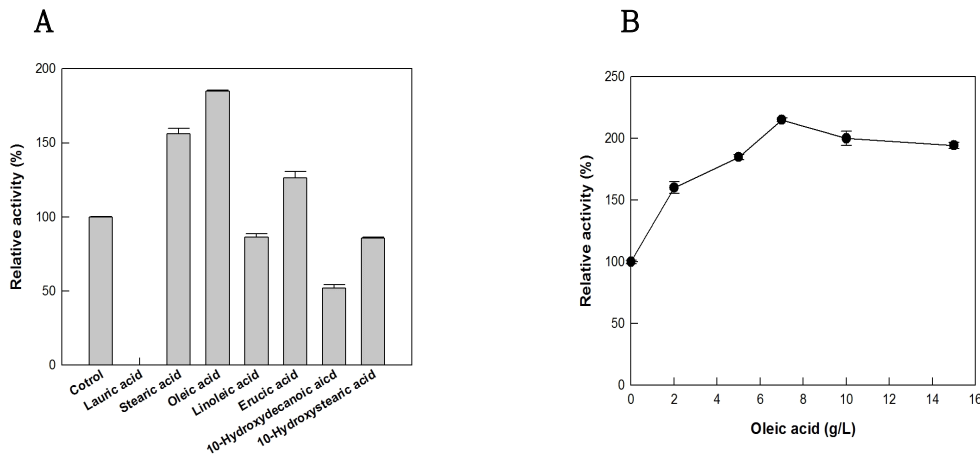 A
Relative activity (%)
200
150
100
50
0
Cotrol
Lauric acid
Stearic acid
Oleic acid
Linoleic acid
Erucic acid
10-Hydroxydecanoic aicd
10-Hydroxystearic acid
B
Relative activity (%)
250
200
150
100
50
0
0 2 4 6 8 10 12 14 16
Oleic acid (g/L)